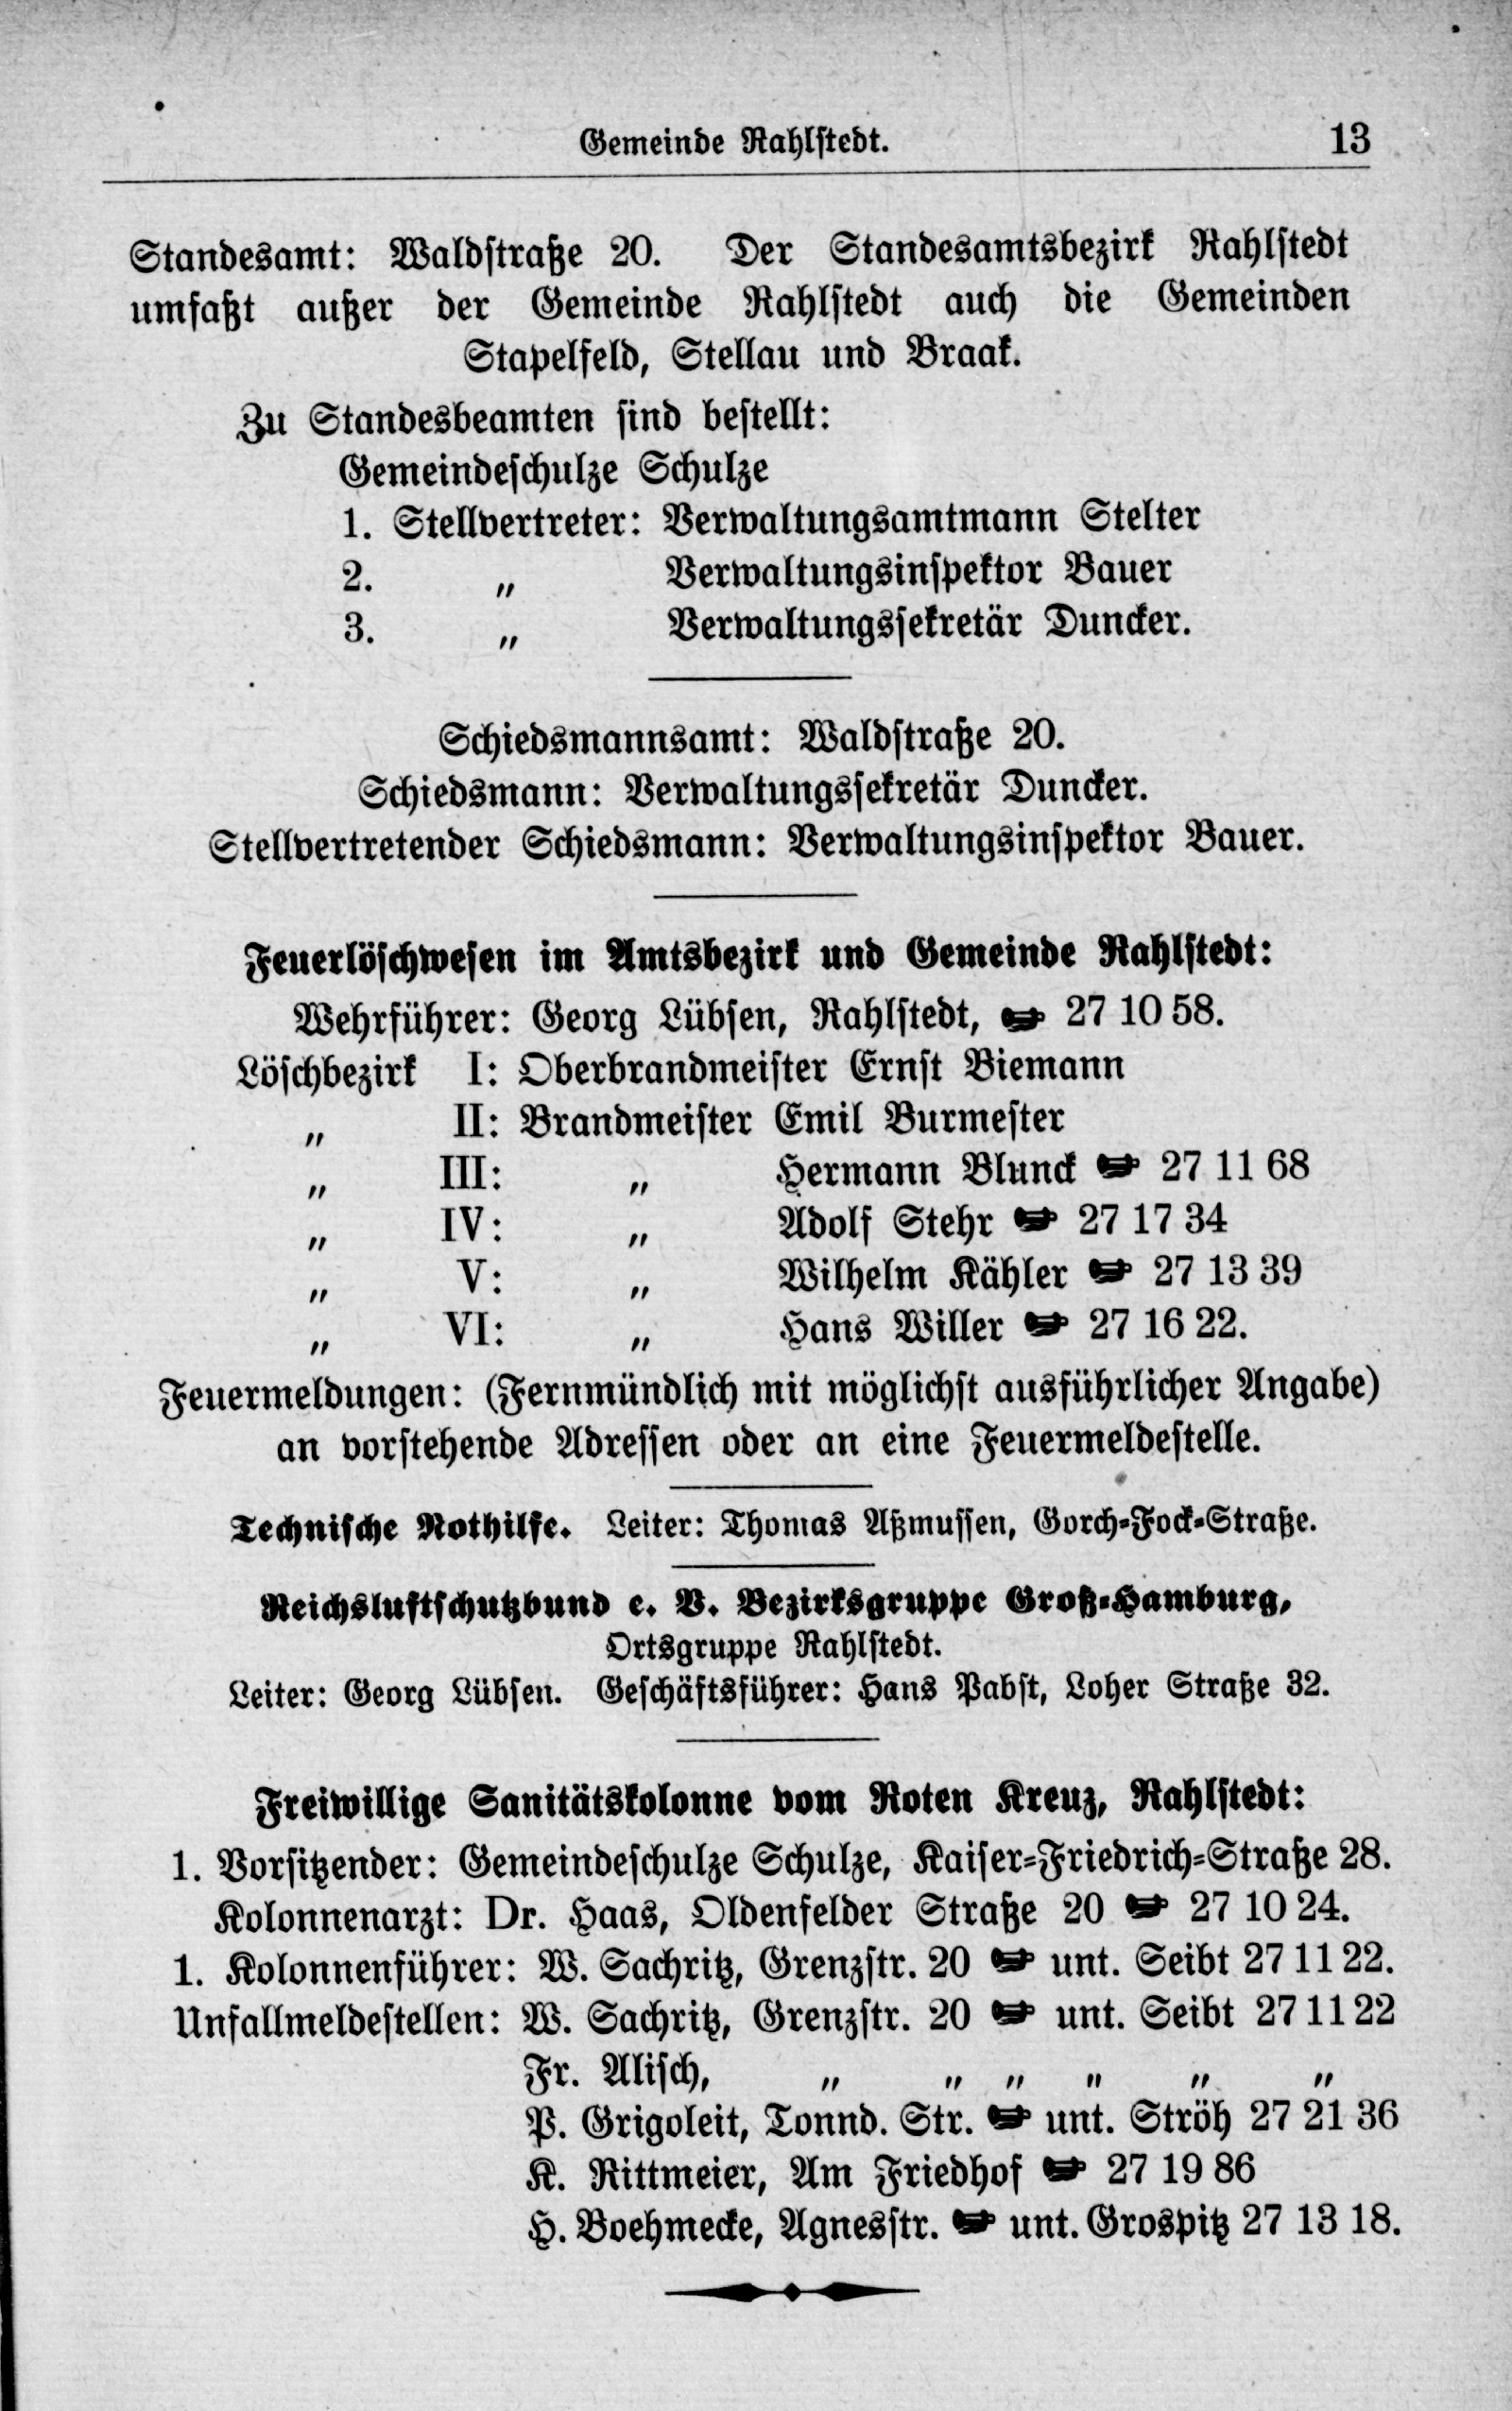 Gemeinde Rahlstedt. 13
Standesamt: Waldstraße 20. Der Standesamtsbezirk Rahlstedt
umfaßt außer der Gemeinde Rahlstedt auch die Gemeinden
Stapelfeld, Stellau und Braak.
Zu Standesbeamten sind bestellt:
Gemeindeschulze Schulze
1. Stellvertreter: Verwaltungsamtmann Stelter
2. „ Verwaltungsinspektor Bauer
3. „ Verwaltungssekretär Duncker.
Schiedsmannsamt: Waldstraße 20.
Schiedsmann: Verwaltungssekretär Duncker.
Stellvertretender Schiedsmann: Verwaltungsinspektor Bauer.
Feuerlöschwesen im Amtsbezirk und Gemeinde Rahlstedt:
Wehrführer: Georg Lübsen, Rahlstedt, ☎ 27 10 58.
Löschbezirk I: Oberbrandmeister Ernst Biemann
„ II: Brandmeister Emil Burmester
„ III: „ Hermann Blunck ☎ 27 11 68
„ IV: „ Adolf Stehr ☎ 27 17 34
„ V: „ Wilhelm Kähler ☎ 27 13 39
„ VI: „ Hans Willer ☎ 27 16 22.
Feuermeldungen: (Fernmündlich mit möglichst ausführlicher Angabe)
an vorstehende Adressen oder an eine Feuermeldestelle.
Technische Nothilfe. Leiter: Thomas Aßmussen, Gorch-Fock-Straße.
Reichsluftschutzbund e. V. Bezirksgruppe Groß-Hamburg,
Ortsgruppe Rahlstedt.
Leiter: Georg Lübsen. Geschäftsführer: Hans Pabst, Loher Straße 32.
Freiwillige Sanitätskolonne vom Roten Kreuz, Rahlstedt:
1. Vorsitzender: Gemeindeschulze Schulze, Kaiser-Friedrich-Straße 28.
Kolonnenarzt: Dr. Haas, Oldenfelder Straße 20 ☎ 27 10 24.
1. Kolonnenführer: W. Sachritz, Grenzstr. 20 ☎ unt. Seibt 27 11 22.
Unfallmeldestellen: W. Sachritz, Grenzstr. 20 ☎ unt. Seibt 27 11 22
Fr. Alisch, „ „ „ „ „ „
P. Grigoleit, Tonnd. Str. ☎ unt. Ströh 27 21 36
K. Rittmeier, Am Friedhof ☎ 27 19 86
H. Boehmecke, Agnesstr. ☎ unt. Grospitz 27 13 18.